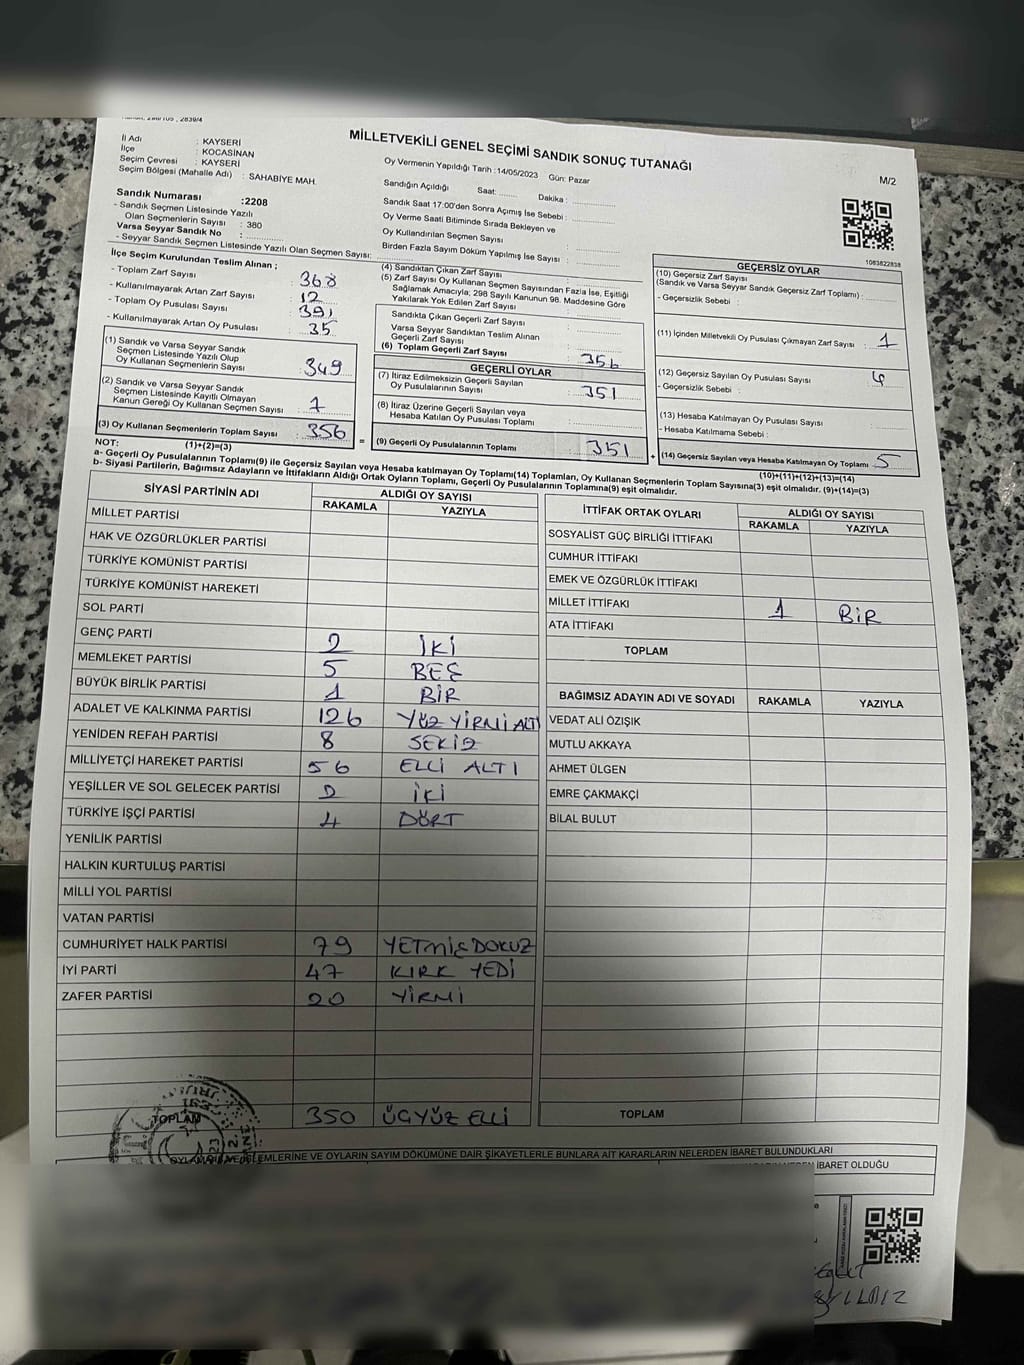 MİLLETVEKİLİ GENEL SEÇİMİ SANDIK SONUÇ TUTANAĞI
M/2
İl Adı : KAYSERİ
İlçe : KOCASİNAN
Seçim Çevresi : KAYSERİ
Seçim Bölgesi (Mahalle Adı) : SAHABİYE MAH.
Sandık Numarası :2208
- Sandık Seçmen Listesinde Yazılı
Olan Seçmenlerin Sayısı : 380
Varsa Seyyar Sandık No :
- Seyyar Sandık Seçmen Listesinde Yazılı Olan Seçmen Sayısı:
Oy Vermenin Yapıldığı Tarih :14/05/2023 Gün: Pazar
Sandığın Açıldığı Saat: Dakika :
Sandık Saat 17:00'den Sonra Açımış İse Sebebi :
Oy Verme Saati Bitiminde Sırada Bekleyen ve
Oy Kullandırılan Seçmen Sayısı :
Birden Fazla Sayım Döküm Yapılmış İse Sayısı :
1083822838
İlçe Seçim Kurulundan Teslim Alınan ;
- Toplam Zarf Sayısı : 368
- Kullanılmayarak Artan Zarf Sayısı : 12
- Toplam Oy Pusulası Sayısı : 391
- Kullanılmayarak Artan Oy Pusulası : 35
(1) Sandık ve Varsa Seyyar Sandık
Seçmen Listesinde Yazılı Olup
Oy Kullanan Seçmenlerin Sayısı : 349
(2) Sandık ve Varsa Seyyar Sandık
Seçmen Listesinde Kayıtlı Olmayan
Kanun Gereği Oy Kullanan Seçmen Sayısı :
(3) Oy Kullanan Seçmenlerin Toplam Sayısı : 356
(1)+(2)=(3)
(4) Sandıktan Çıkan Zarf Sayısı
(5) Zarf Sayısı Oy Kullanan Seçmen Sayısından Fazla İse, Eşitliği
Sağlamak Amacıyla; 298 Sayılı Kanunun 98. Maddesine Göre
Yakılarak Yok Edilen Zarf Sayısı :
Sandıkta Çıkan Geçerli Zarf Sayısı :
Varsa Seyyar Sandıktan Teslim Alınan
Geçerli Zarf Sayısı :
(6) Toplam Geçerli Zarf Sayısı : 356
GEÇERLİ OYLAR
(7) İtiraz Edilmeksizin Geçerli Sayılan
Oy Pusulalarının Sayısı : 351
(8) İtiraz Üzerine Geçerli Sayılan veya
Hesaba Katılan Oy Pusulası Toplamı :
= (9) Geçerli Oy Pusulalarının Toplamı : 351
GEÇERSİZ OYLAR
(10) Geçersiz Zarf Sayısı
(Sandık ve Varsa Seyyar Sandık Geçersiz Zarf Toplamı) :
- Geçersizlik Sebebi :
(11) İçinden Milletvekili Oy Pusulası Çıkmayan Zarf Sayısı : 1
(12) Geçersiz Sayılan Oy Pusulası Sayısı :
- Geçersizlik Sebebi :
(13) Hesaba Katılmayan Oy Pusulası Sayısı :
- Hesaba Katılmama Sebebi :
+ (14) Geçersiz Sayılan veya Hesaba Katılmayan Oy Toplamı : 5
(10)+(11)+(12)+(13)=(14)
NOT:
a- Geçerli Oy Pusulalarının Toplamı(9) ile Geçersiz Sayılan veya Hesaba katılmayan Oy Toplamı(14) Toplamları, Oy Kullanan Seçmenlerin Toplam Sayısına(3) eşit olmalıdır. (9)+(14)=(3)
b- Siyasi Partilerin, Bağımsız Adayların ve İttifakların Aldığı Ortak Oyların Toplamı, Geçerli Oy Pusulalarının Toplamına(9) eşit olmalıdır.
SİYASİ PARTİNİN ADI ALDIĞI OY SAYISI
RAKAMLA YAZIYLA
MİLLET PARTİSİ
HAK VE ÖZGÜRLÜKLER PARTİSİ
TÜRKİYE KOMÜNİST PARTİSİ
TÜRKİYE KOMÜNİST HAREKETİ
SOL PARTİ
GENÇ PARTİ 2 İKİ
MEMLEKET PARTİSİ 5 BEŞ
BÜYÜK BİRLİK PARTİSİ 1 BİR
ADALET VE KALKINMA PARTİSİ 126 YÜZ YİRMİ ALTI
YENİDEN REFAH PARTİSİ 8 SEKİZ
MİLLİYETÇİ HAREKET PARTİSİ 56 ELLİ ALTI
YEŞİLLER VE SOL GELECEK PARTİSİ 2 İKİ
TÜRKİYE İŞÇİ PARTİSİ 4 DÖRT
YENİLİK PARTİSİ
HALKIN KURTULUŞ PARTİSİ
MİLLİ YOL PARTİSİ
VATAN PARTİSİ
CUMHURİYET HALK PARTİSİ 79 YETMİŞ DOKUZ
İYİ PARTİ 47 KIRK YEDİ
ZAFER PARTİSİ 20 YİRMİ
TOPLAM 350 ÜÇYÜZ ELLİ
İTTİFAK ORTAK OYLARI ALDIĞI OY SAYISI
RAKAMLA YAZIYLA
SOSYALİST GÜÇ BİRLİĞİ İTTİFAKI
CUMHUR İTTİFAKI
EMEK VE ÖZGÜRLÜK İTTİFAKI
MİLLET İTTİFAKI 1 BİR
ATA İTTİFAKI
TOPLAM
BAĞIMSIZ ADAYIN ADI VE SOYADI RAKAMLA YAZIYLA
VEDAT ALİ ÖZIŞIK
MUTLU AKKAYA
AHMET ÜLGEN
EMRE ÇAKMAKÇİ
BİLAL BULUT
TOPLAM
İŞLEMLERİNE VE OYLARIN SAYIM DÖKÜMÜNE DAİR ŞİKAYETLERLE BUNLARA AİT KARARLARIN NELERDEN İBARET BULUNDUKLARI
İBARET OLDUĞU